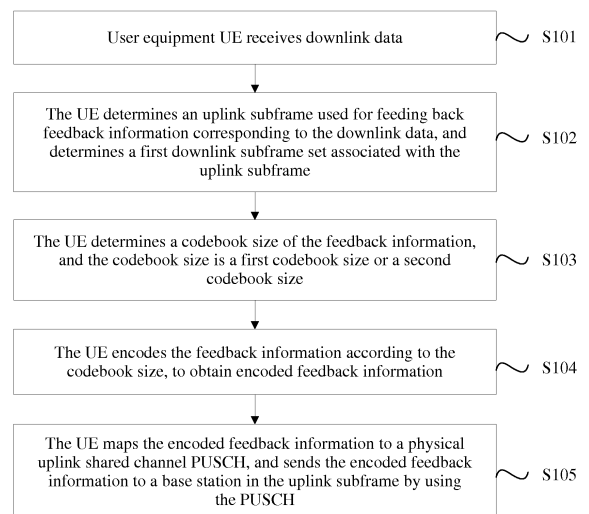 User equipment UE receives downlink data
S101
The UE determines an uplink subframe used for feeding back
feedback information corresponding to the downlink data, and
determines a first downlink subframe set associated with the
uplink subframe
S102
The UE determines a codebook size of the feedback information,
and the codebook size is a first codebook size or a second
codebook size
S103
The UE encodes the feedback information according to the
codebook size, to obtain encoded feedback information
S104
The UE maps the encoded feedback information to a physical
uplink shared channel PUSCH, and sends the encoded feedback
information to a base station in the uplink subframe by using
the PUSCH
S105